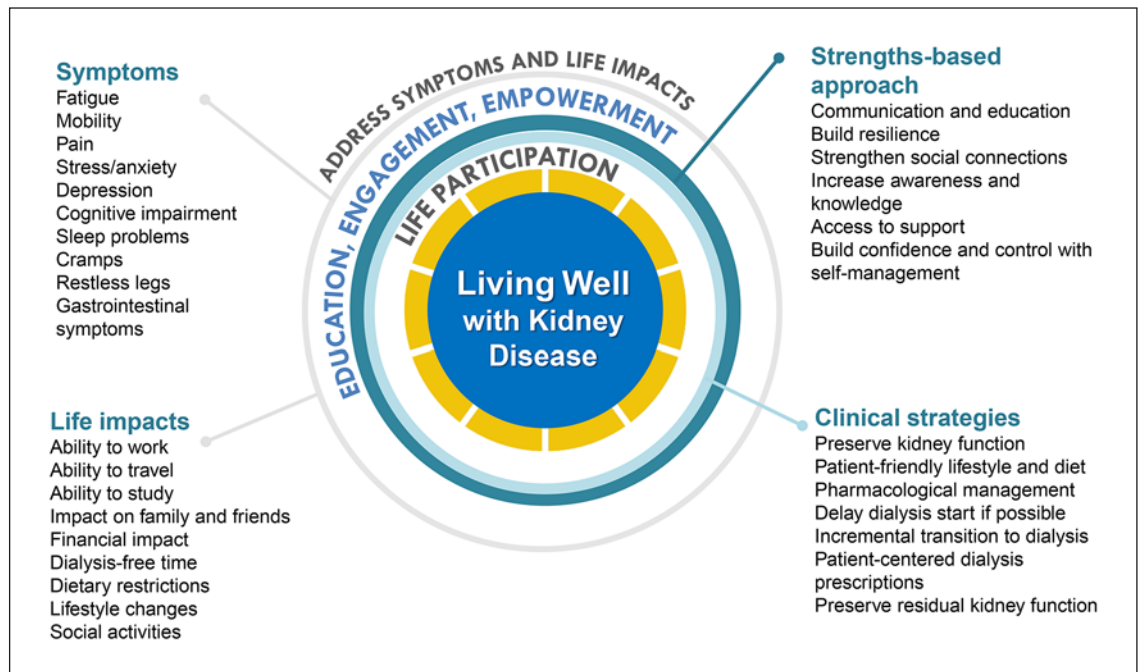 Symptoms
Fatigue
Mobility
Pain
Stress/anxiety
Depression
Cognitive impairment
Sleep problems
Cramps
Restless legs
Gastrointestinal
symptoms
Life impacts
Ability to work
Ability to travel
Ability to study
Impact on family and friends
Financial impact
Dialysis-free time
Dietary restrictions
Lifestyle changes
Social activities
ADDRESS SYMPTOMS AND LIFE IMPACTS
EDUCATION, ENGAGEMENT, EMPOWERMENT
LIFE PARTICIPATION
Living Well
with Kidney
Disease
Strengths-based
approach
Communication and education
Build resilience
Strengthen social connections
Increase awareness and
knowledge
Access to support
Build confidence and control with
self-management
Clinical strategies
Preserve kidney function
Patient-friendly lifestyle and diet
Pharmacological management
Delay dialysis start if possible
Incremental transition to dialysis
Patient-centered dialysis
prescriptions
Preserve residual kidney function